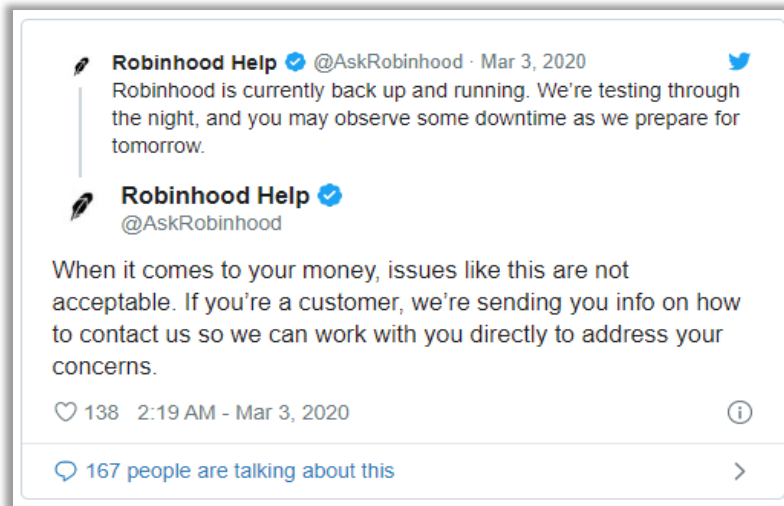 Robinhood Help @AskRobinhood · Mar 3, 2020
Robinhood is currently back up and running. We’re testing through
the night, and you may observe some downtime as we prepare for
tomorrow.
Robinhood Help
@AskRobinhood
When it comes to your money, issues like this are not
acceptable. If you’re a customer, we’re sending you info on how
to contact us so we can work with you directly to address your
concerns.
138 2:19 AM - Mar 3, 2020
167 people are talking about this